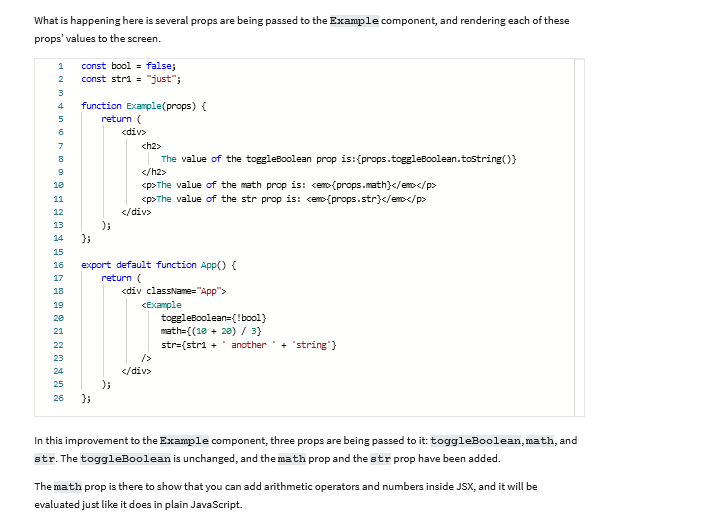 What is happening here is several props are being passed to the Example component, and rendering each of these
props' values to the screen.
1 const bool = false;
2 const str1 = "just";
3
4 function Example(props) {
5 return (
6 <div>
7 <h2>
8 The value of the toggleBoolean prop is:{props.toggleBoolean.toString()}
9 </h2>
10 <p>The value of the math prop is: <em>{props.math}</em></p>
11 <p>The value of the str prop is: <em>{props.str}</em></p>
12 </div>
13 );
14 };
15
16 export default function App() {
17 return (
18 <div className="App">
19 <Example
20 toggleBoolean={!bool}
21 math={(10 + 20) / 3}
22 str={str1 + ' another ' + 'string'}
23 />
24 </div>
25 );
26 };
In this improvement to the Example component, three props are being passed to it: toggleBoolean, math, and
str. The toggleBoolean is unchanged, and the math prop and the str prop have been added.
The math prop is there to show that you can add arithmetic operators and numbers inside JSX, and it will be
evaluated just like it does in plain JavaScript.